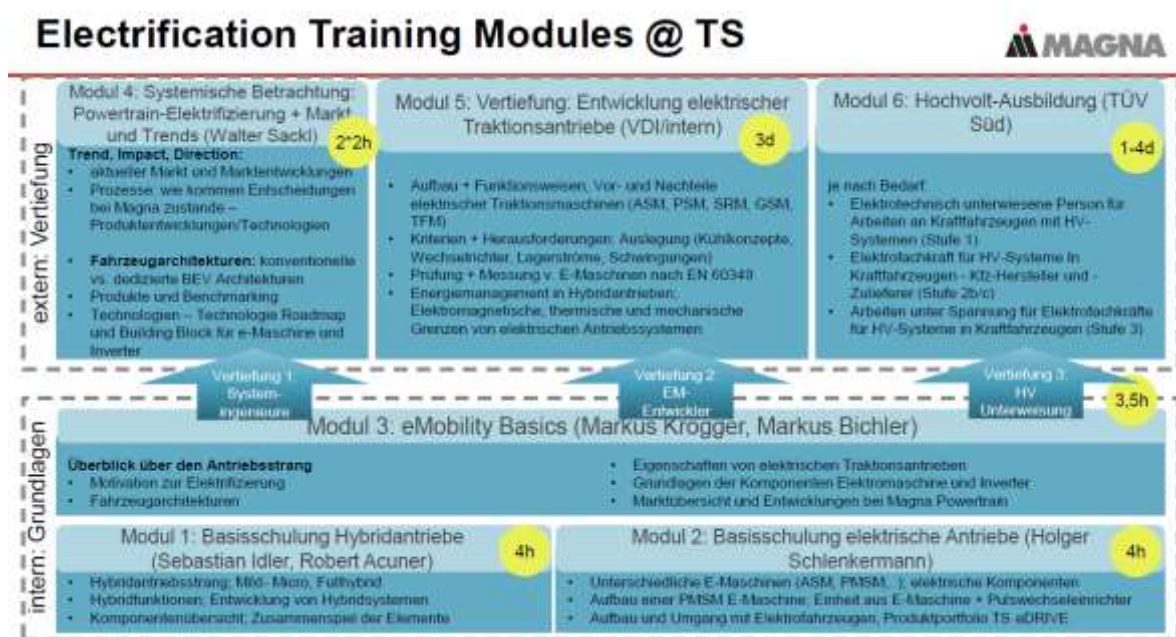 Electrification Training Modules @ TS
MAGNA
extern: Vertiefung
Modul 4: Systemische Betrachtung:
Powertrain-Elektrifizierung + Markt
und Trends (Walter Sackl)
2*2h
Trend, Impact, Direction:
• aktueller Markt und Marktentwicklungen
• Prozesse: wie kommen Entscheidungen
bei Magna zustande –
Produktentwicklungen/Technologien
• Fahrzeugarchitekturen: konventionelle
vs. dedizierte BEV Architekturen
• Produkte und Benchmarking
• Technologien – Technologie Roadmap
und Building Block für e-Maschine und
Inverter
Modul 5: Vertiefung: Entwicklung elektrischer
Traktionsantriebe (VDI/intern)
3d
• Aufbau + Funktionsweisen, Vor- und Nachteile
elektrischer Traktionsmaschinen (ASM, PSM, SRM, GSM,
TFM)
• Kriterien + Herausforderungen: Auslegung (Kühlkonzepte,
Wechselrichter, Lagerströme, Schwingungen)
• Prüfung + Messung v. E-Maschinen nach EN 60349
• Energiemanagement in Hybridantrieben;
Elektromagnetische, thermische und mechanische
Grenzen von elektrischen Antriebssystemen
Modul 6: Hochvolt-Ausbildung (TÜV
Süd)
1-4d
je nach Bedarf:
• Elektrotechnisch unterwiesene Person für
Arbeiten an Kraftfahrzeugen mit HV-
Systemen (Stufe 1)
• Elektrofachkraft für HV-Systeme In
Kraftfahrzeugen - Kfz-Hersteller und -
Zulieferer (Stufe 2b/c)
• Arbeiten unter Spannung für Elektrofachkräfte
für HV-Systeme in Kraftfahrzeugen (Stufe 3)
Vertiefung 1:
System-
ingenieure
Vertiefung 2:
EM-
Entwickler
Vertiefung 3:
HV
Unterweisung
intern: Grundlagen
3,5h
Modul 3: eMobility Basics (Markus Krogger, Markus Bichler)
Überblick über den Antriebsstrang
• Motivation zur Elektrifizierung
• Fahrzeugarchitekturen
• Eigenschaften von elektrischen Traktionsantrieben
• Grundlagen der Komponenten Elektromaschine und Inverter
• Marktübersicht und Entwicklungen bei Magna Powertrain
Modul 1: Basisschulung Hybridantriebe
(Sebastian Idler, Robert Acuner)
4h
• Hybridantriebsstrang; Mild- Micro, Fullhybrid
• Hybridfunktionen; Entwicklung von Hybridsystemen
• Komponentenübersicht; Zusammenspiel der Elemente
Modul 2: Basisschulung elektrische Antriebe (Holger
Schlenkermann)
4h
• Unterschiedliche E-Maschinen (ASM, PMSM, ..); elektrische Komponenten
• Aufbau einer PMSM E-Maschine; Einheit aus E-Maschine + Pulswechseleinrichter
• Aufbau und Umgang mit Elektrofahrzeugen, Produktportfolio TS eDRIVE